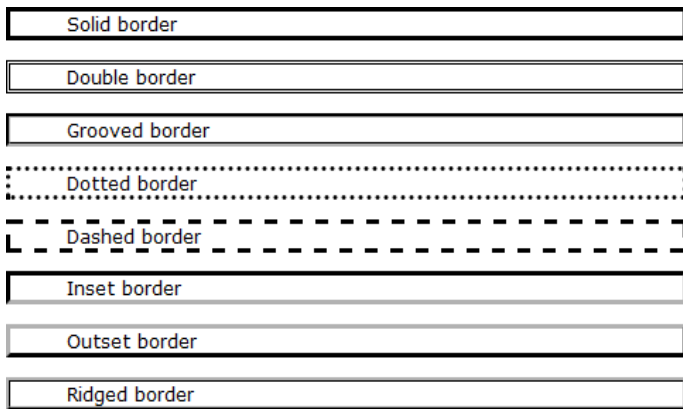 Solid border
Double border
Grooved border
Dotted border
Dashed border
Inset border
Outset border
Ridged border